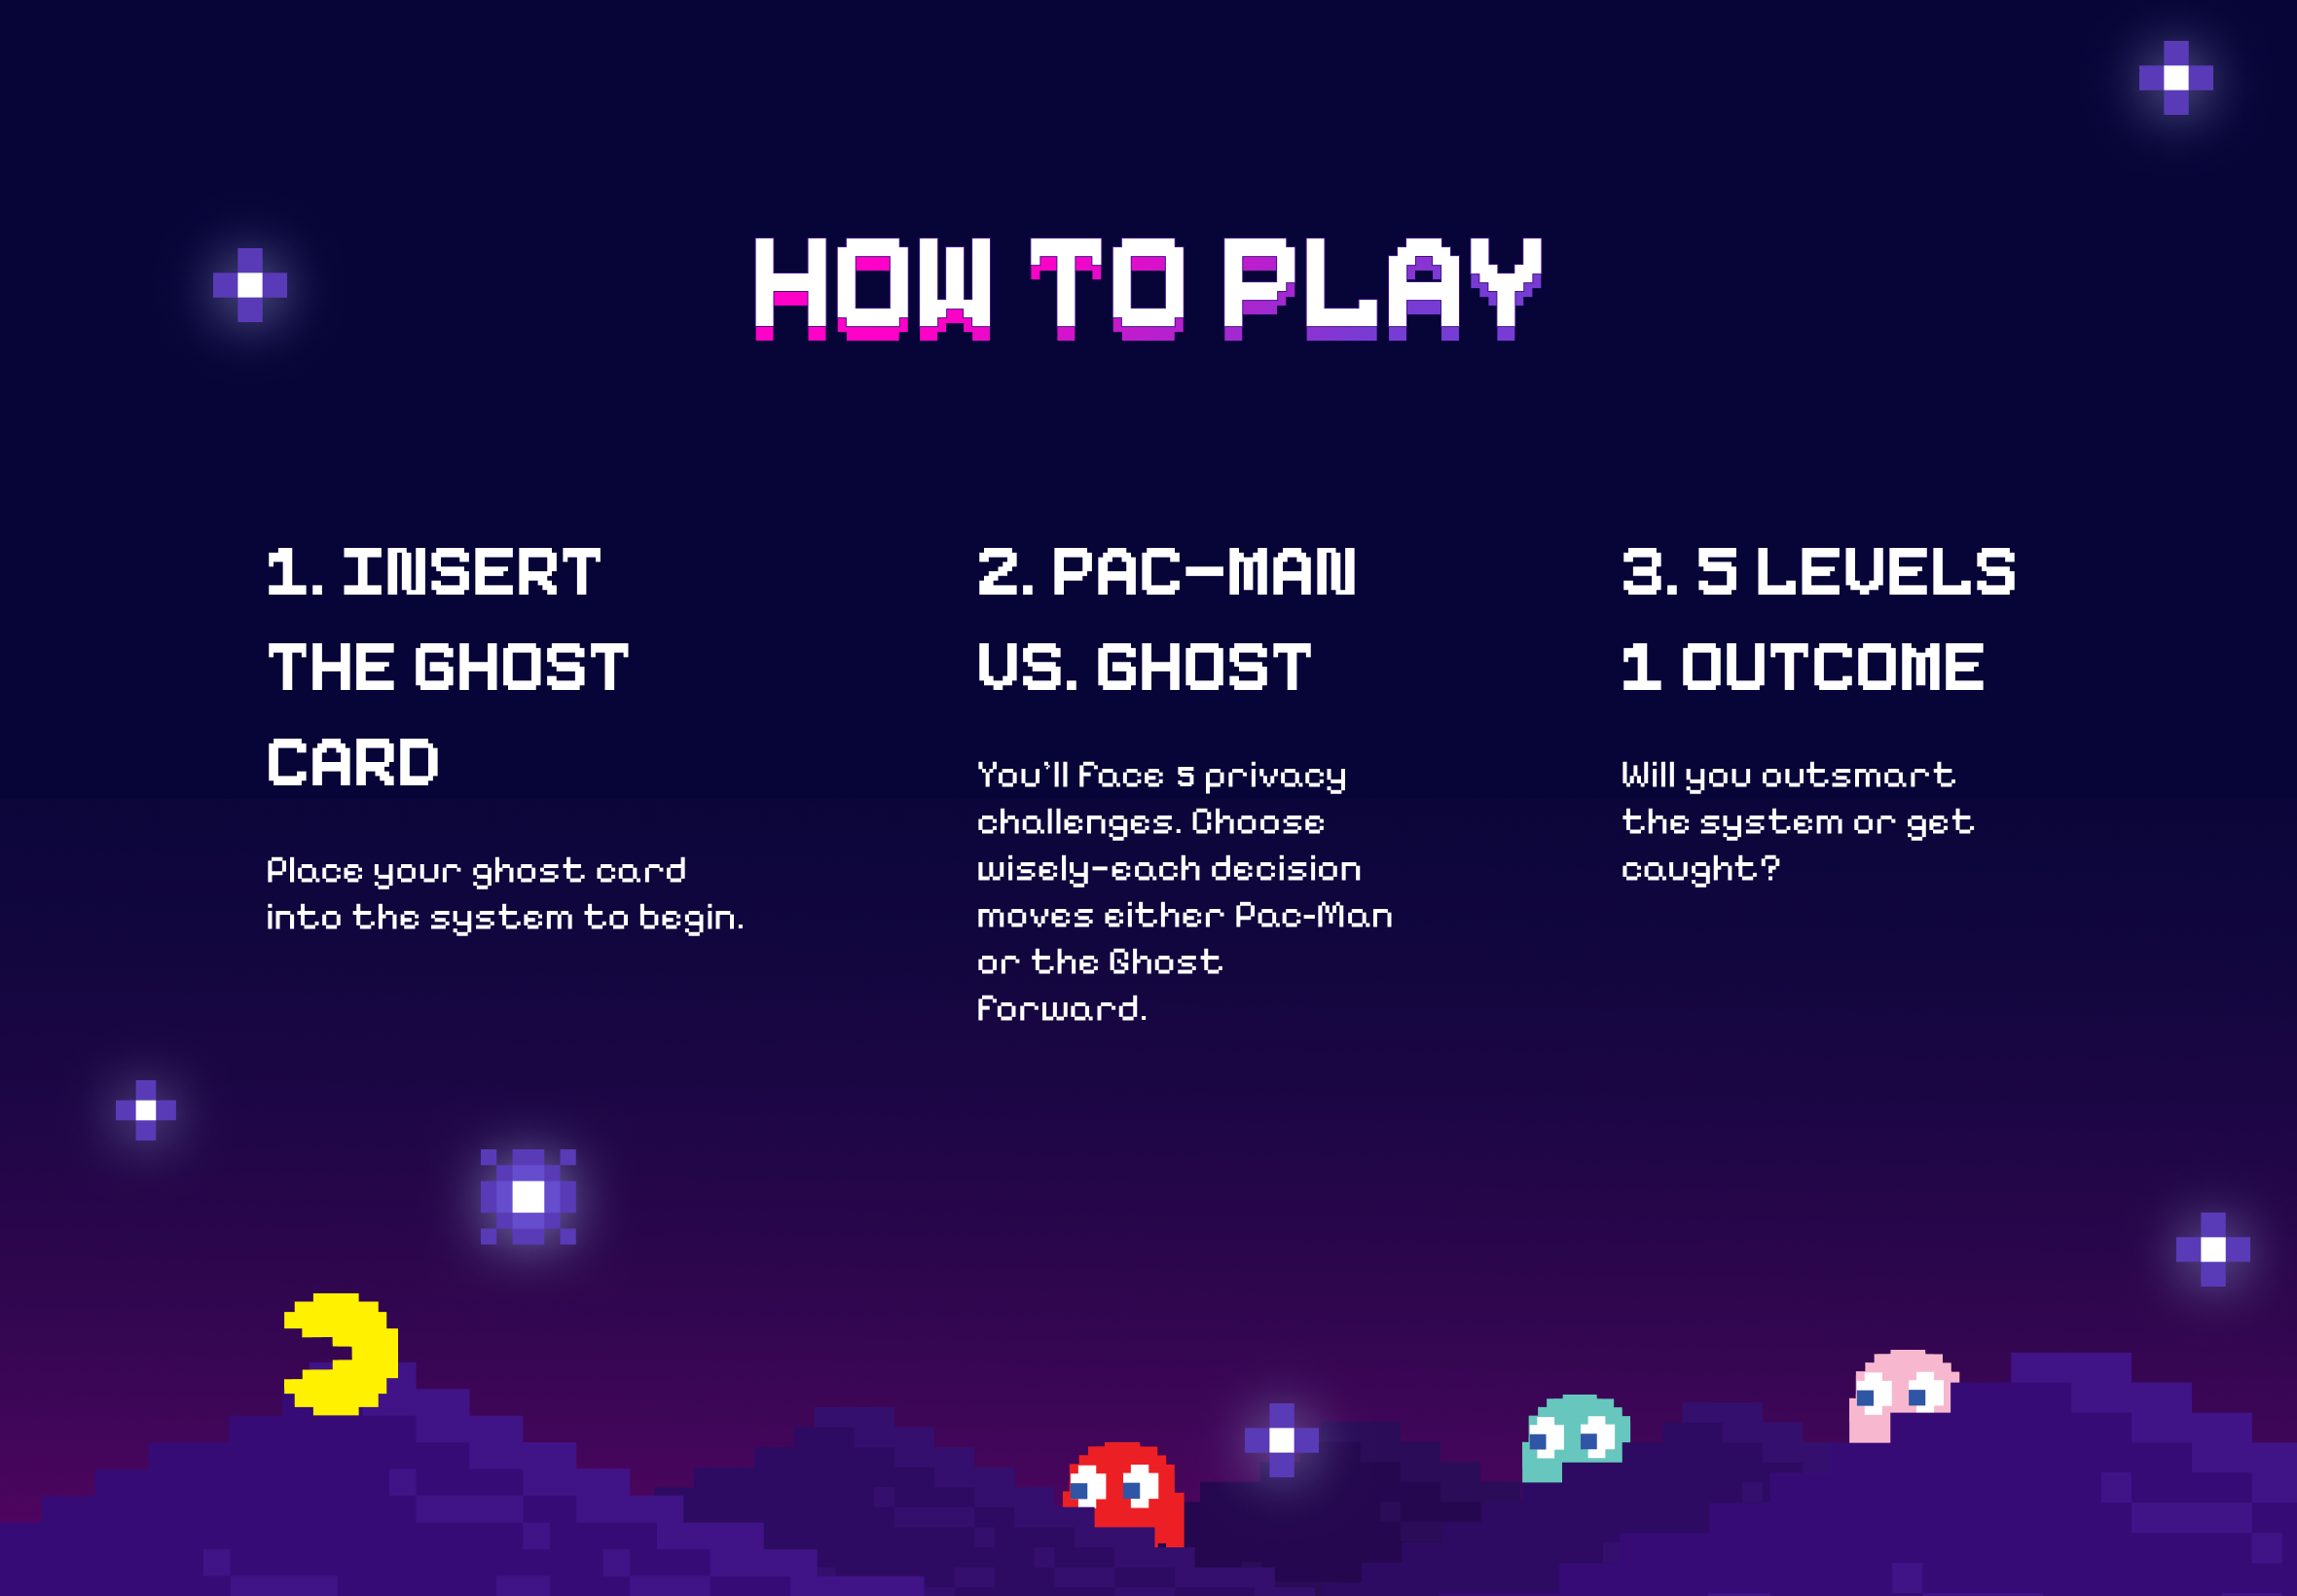 HOW TO PLAY
1. INSERT
THE GHOST
CARD
Place your ghost card
into the system to begin.
2. PAC-MAN
VS. GHOST
You'll face 5 privacy
challenges. Choose
wisely-each decision
moves either Pac-Man
or the Ghost
forward.
3. 5 LEVELS
1 OUTCOME
Will you outsmart
the system or get
caught?